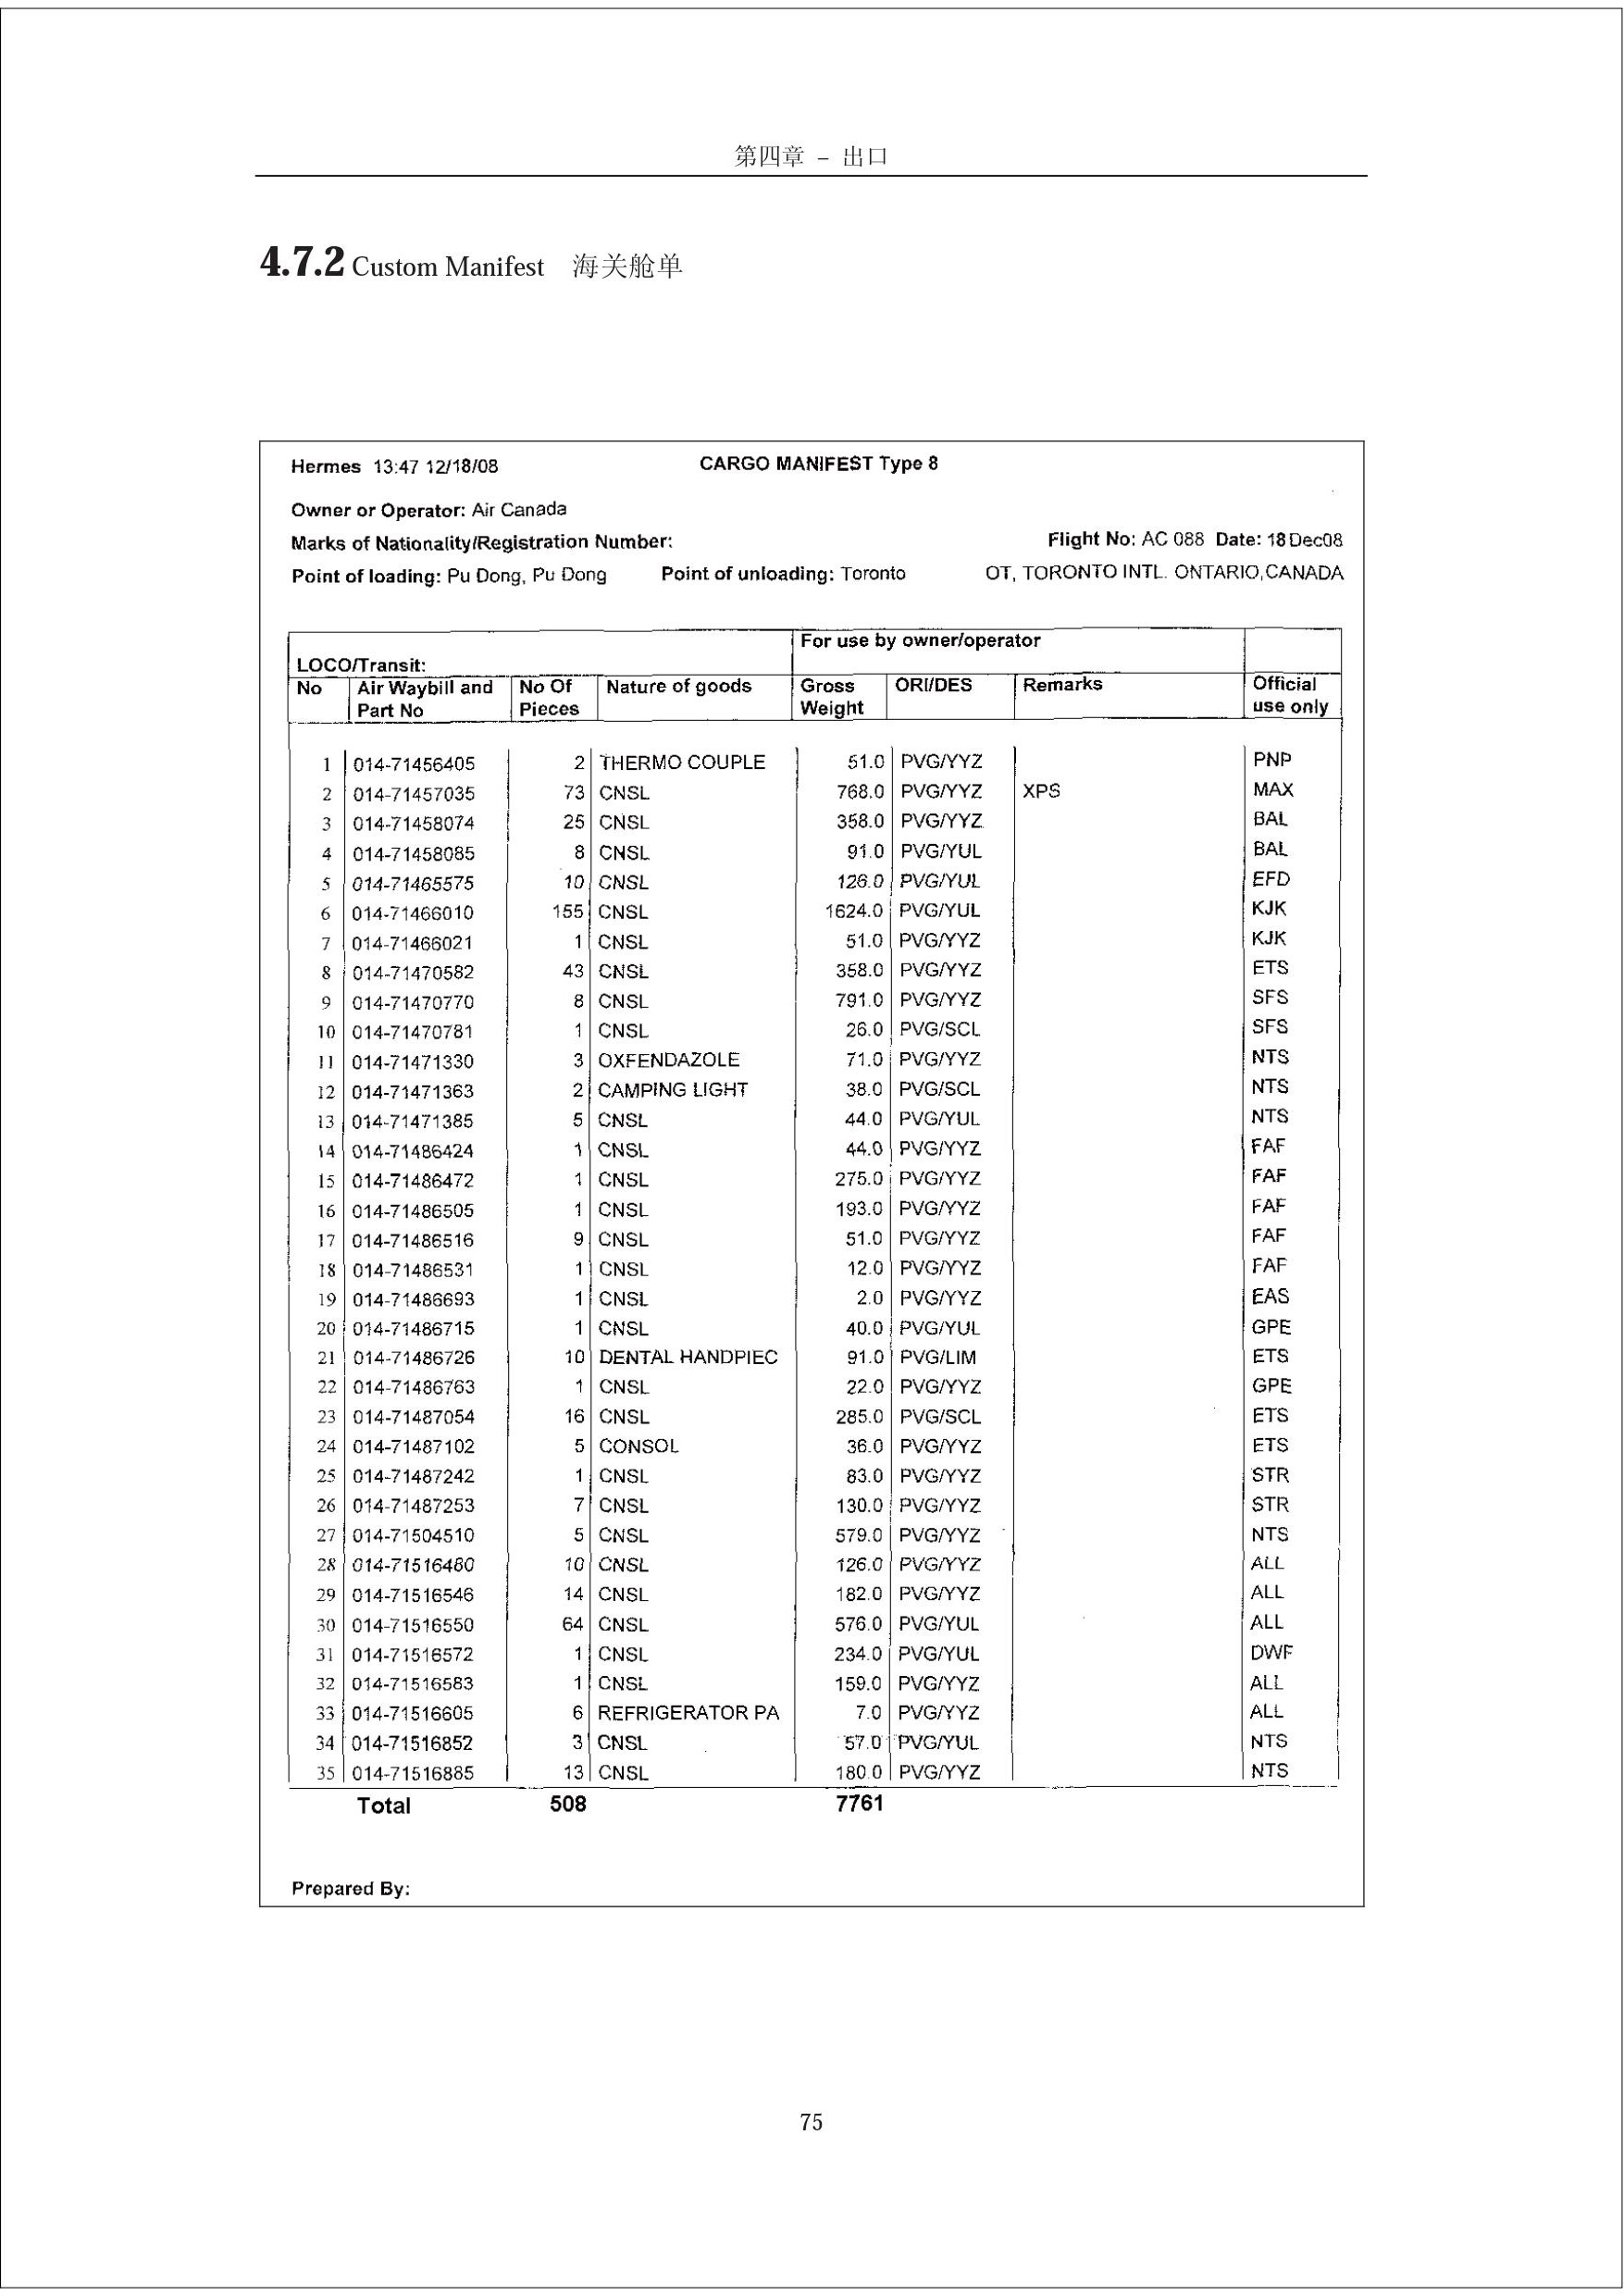 第四章 – 出口
4.7.2 Custom Manifest 海关舱单
Hermes 13:47 12/18/08 CARGO MANIFEST Type 8
Owner or Operator: Air Canada
Marks of Nationality/Registration Number: Flight No: AC 088 Date: 18Dec08
Point of loading: Pu Dong, Pu Dong Point of unloading: Toronto OT, TORONTO INTL. ONTARIO,CANADA
For use by owner/operator
LOCO/Transit:
No Air Waybill and Part No No Of Pieces Nature of goods Gross Weight ORI/DES Remarks Official use only
1 014-71456405 2 THERMO COUPLE 51.0 PVG/YYZ PNP
2 014-71457035 73 CNSL 768.0 PVG/YYZ XPS MAX
3 014-71458074 25 CNSL 358.0 PVG/YYZ BAL
4 014-71458085 8 CNSL 91.0 PVG/YUL BAL
5 014-71465575 10 CNSL 126.0 PVG/YUL EFD
6 014-71466010 155 CNSL 1624.0 PVG/YUL KJK
7 014-71466021 1 CNSL 51.0 PVG/YYZ KJK
8 014-71470582 43 CNSL 358.0 PVG/YYZ ETS
9 014-71470770 8 CNSL 791.0 PVG/YYZ SFS
10 014-71470781 1 CNSL 26.0 PVG/SCL SFS
11 014-71471330 3 OXFENDAZOLE 71.0 PVG/YYZ NTS
12 014-71471363 2 CAMPING LIGHT 38.0 PVG/SCL NTS
13 014-71471385 5 CNSL 44.0 PVG/YUL NTS
14 014-71486424 1 CNSL 44.0 PVG/YYZ FAF
15 014-71486472 1 CNSL 275.0 PVG/YYZ FAF
16 014-71486505 1 CNSL 193.0 PVG/YYZ FAF
17 014-71486516 9 CNSL 51.0 PVG/YYZ FAF
18 014-71486531 1 CNSL 12.0 PVG/YYZ FAF
19 014-71486693 1 CNSL 2.0 PVG/YYZ EAS
20 014-71486715 1 CNSL 40.0 PVG/YUL GPE
21 014-71486726 10 DENTAL HANDPIEC 91.0 PVG/LIM ETS
22 014-71486763 1 CNSL 22.0 PVG/YYZ GPE
23 014-71487054 16 CNSL 285.0 PVG/SCL ETS
24 014-71487102 5 CONSOL 36.0 PVG/YYZ ETS
25 014-71487242 1 CNSL 83.0 PVG/YYZ STR
26 014-71487253 7 CNSL 130.0 PVG/YYZ STR
27 014-71504510 5 CNSL 579.0 PVG/YYZ NTS
28 014-71516480 10 CNSL 126.0 PVG/YYZ ALL
29 014-71516546 14 CNSL 182.0 PVG/YYZ ALL
30 014-71516550 64 CNSL 576.0 PVG/YUL ALL
31 014-71516572 1 CNSL 234.0 PVG/YUL DWF
32 014-71516583 1 CNSL 159.0 PVG/YYZ ALL
33 014-71516605 6 REFRIGERATOR PA 7.0 PVG/YYZ ALL
34 014-71516852 3 CNSL 57.0 PVG/YUL NTS
35 014-71516885 13 CNSL 180.0 PVG/YYZ NTS
Total 508 7761
Prepared By:
75